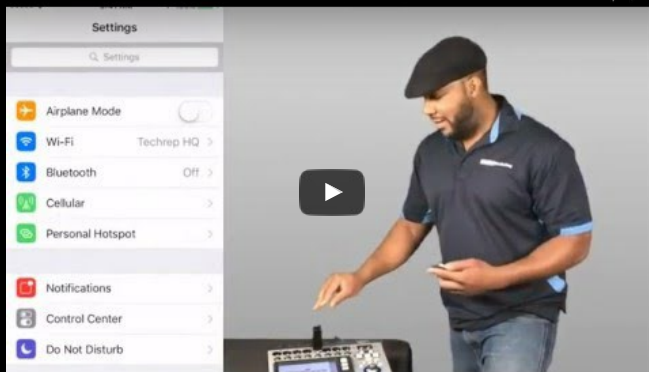 Settings
Settings
Airplane Mode
Wi-Fi Techrep HQ
Bluetooth Off
Cellular
Personal Hotspot
Notifications
Control Center
Do Not Disturb